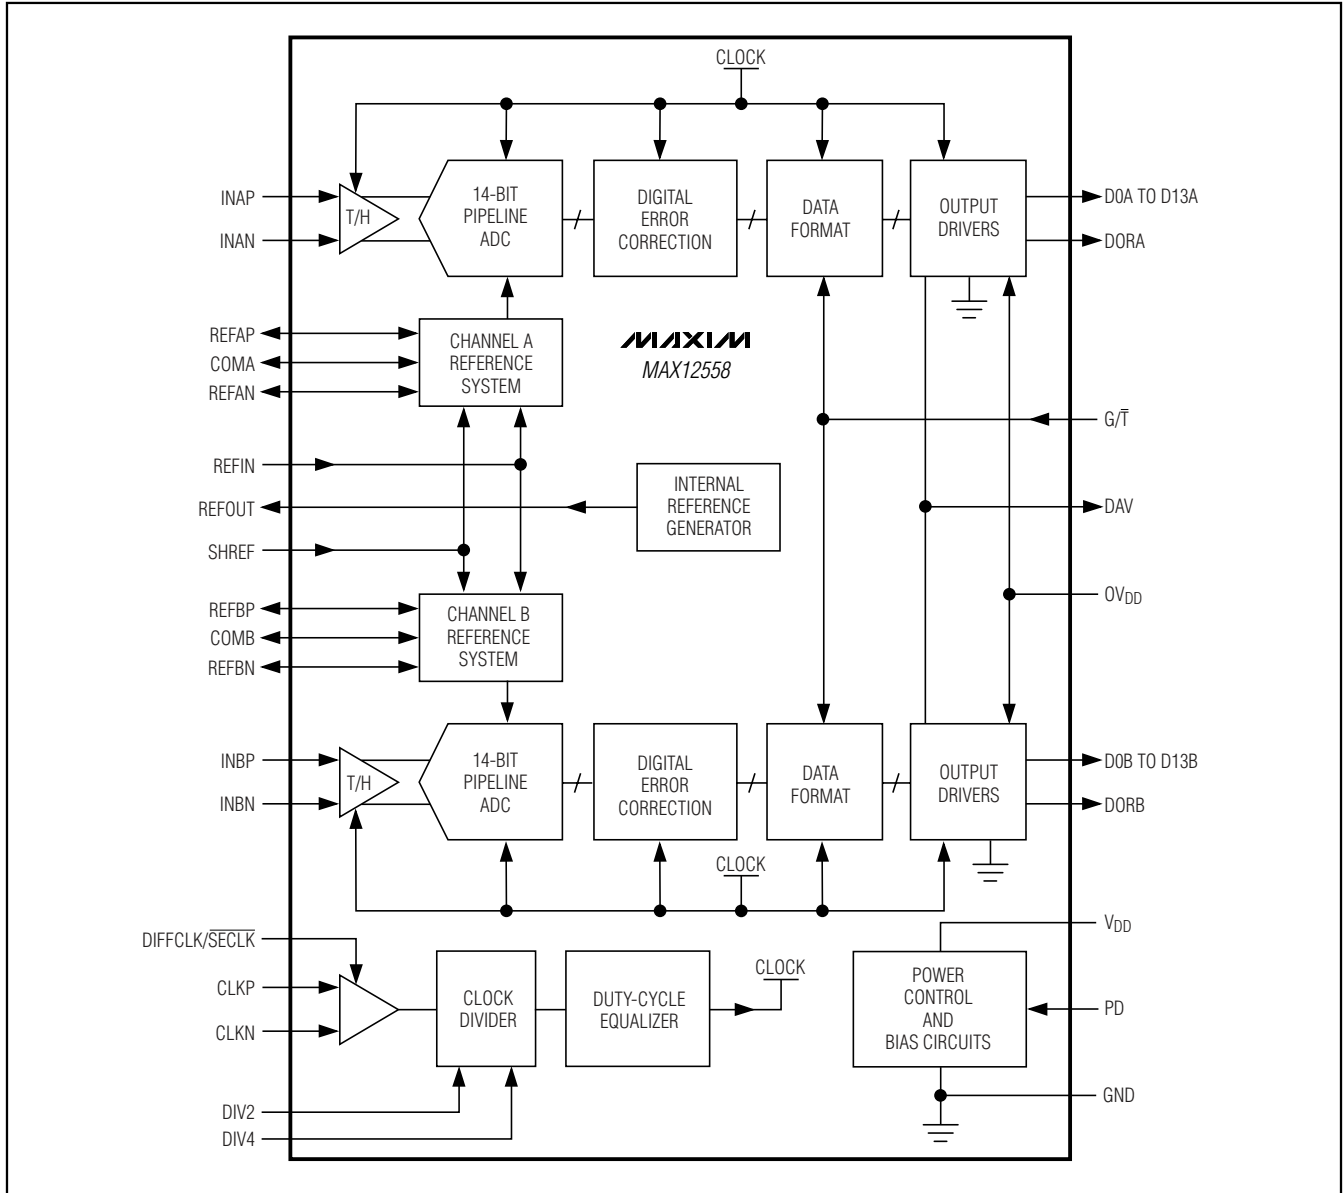 CLOCK
INAP
INAN
T/H
14-BIT
PIPELINE
ADC
DIGITAL
ERROR
CORRECTION
DATA
FORMAT
OUTPUT
DRIVERS
D0A TO D13A
DORA
REFAP
COMA
REFAN
CHANNEL A
REFERENCE
SYSTEM
MAXIM
MAX12558
G/T̅
REFIN
REFOUT
SHREF
INTERNAL
REFERENCE
GENERATOR
DAV
OVDD
REFBP
COMB
REFBN
CHANNEL B
REFERENCE
SYSTEM
INBP
INBN
T/H
14-BIT
PIPELINE
ADC
DIGITAL
ERROR
CORRECTION
DATA
FORMAT
OUTPUT
DRIVERS
D0B TO D13B
DORB
CLOCK
DIFFCLK/S̅E̅C̅L̅K̅
CLKP
CLKN
CLOCK
DIVIDER
DUTY-CYCLE
EQUALIZER
CLOCK
POWER
CONTROL
AND
BIAS CIRCUITS
VDD
PD
GND
DIV2
DIV4